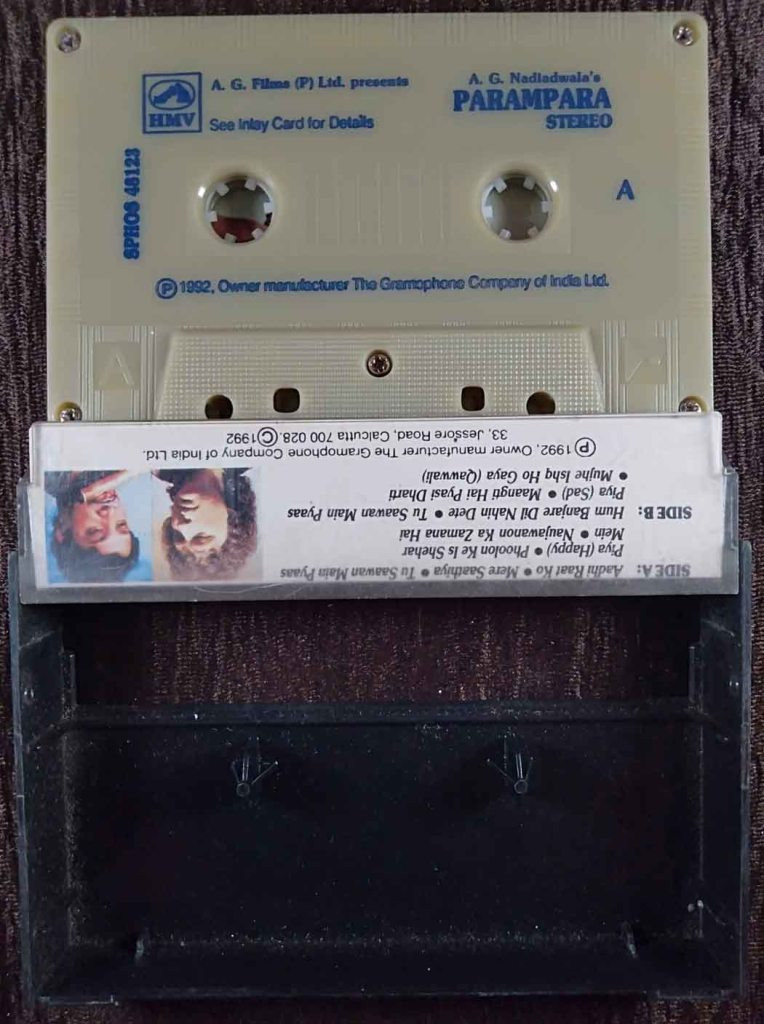 A. G. Films (P) Ltd. presents
HMV
See Inlay Card for Details
A. G. Nadiadwala's
PARAMPARA
STEREO
SPHOS 48123
A
Ⓟ 1992, Owner manufacturer The Gramophone Company of India Ltd.
A
SIDE A: Aadhi Raat Ko • Mere Saathiya • Tu Saawan Main Pyaas
Piya (Happy) • Phoolon Ke Is Shehar
Mein • Naujawanon Ka Zamana Hai
SIDE B: Hum Banjare Dil Nahin Dete • Tu Saawan Main Pyaas
Piya (Sad) • Maangti Hai Pyasi Dharti
• Mujhe Ishq Ho Gaya (Qawwali)
Ⓟ 1992, Owner manufacturer The Gramophone Company of India Ltd.
33, Jessore Road, Calcutta 700 028. Ⓒ 1992